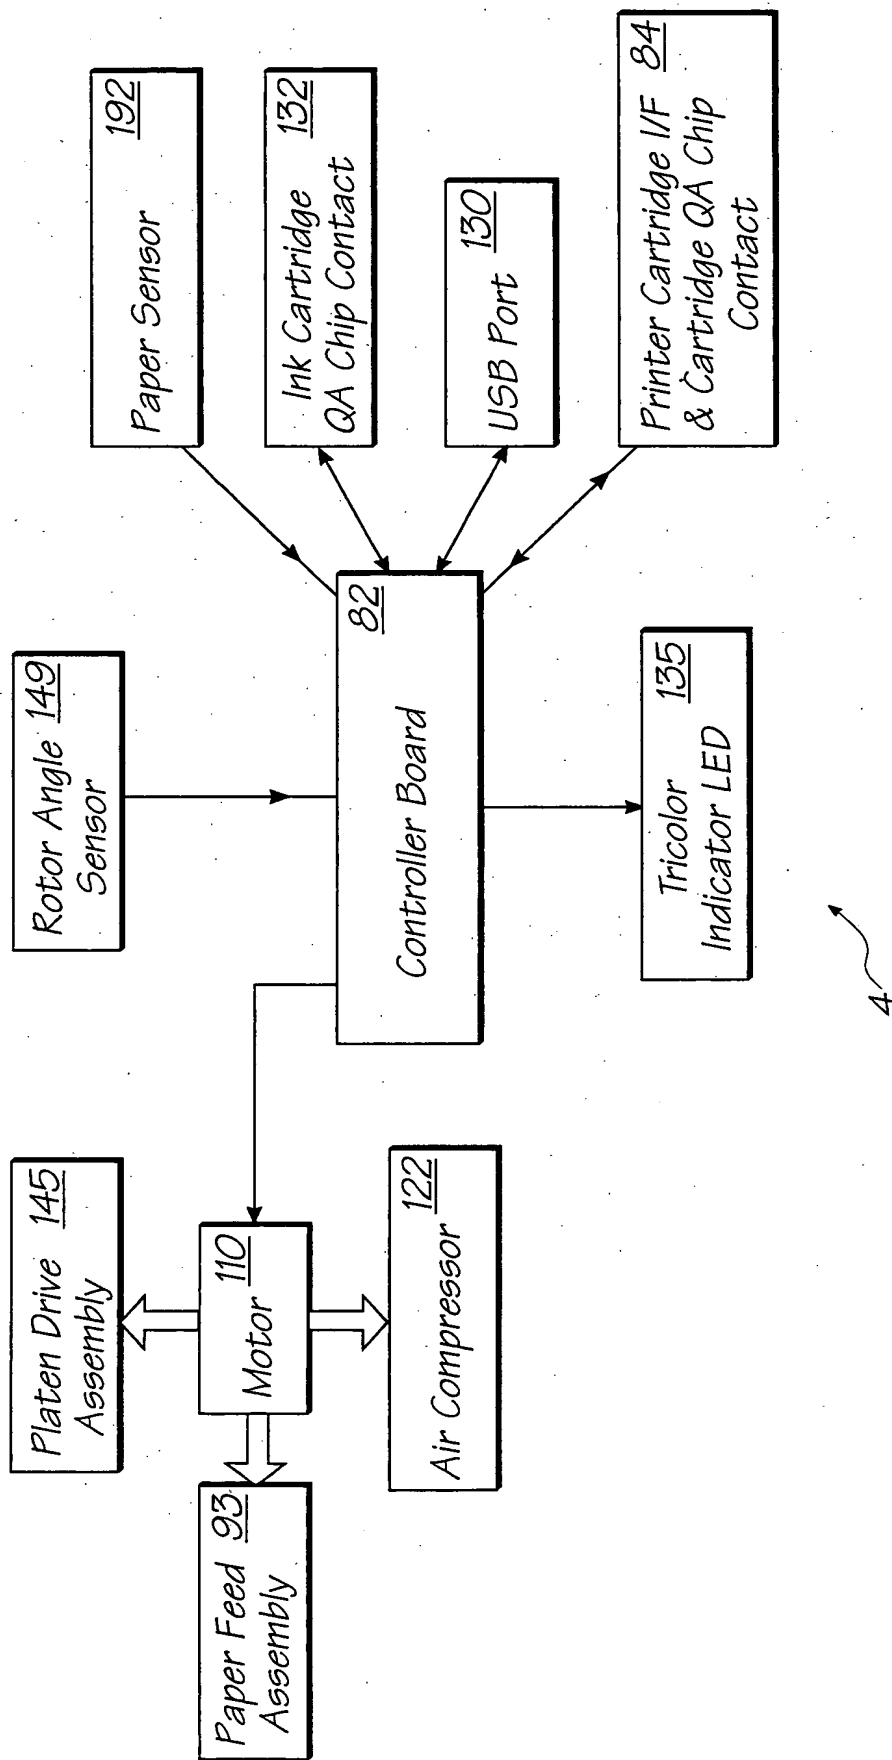 Paper Feed 93
Assembly
Platen Drive 145
Assembly
110
Motor
122
Air Compressor
Rotor Angle 149
Sensor
82
Controller Board
135
Tricolor
Indicator LED
192
Paper Sensor
132
Ink Cartridge
QA Chip Contact
130
USB Port
Printer Cartridge I/F 84
& Cartridge QA Chip
Contact
4